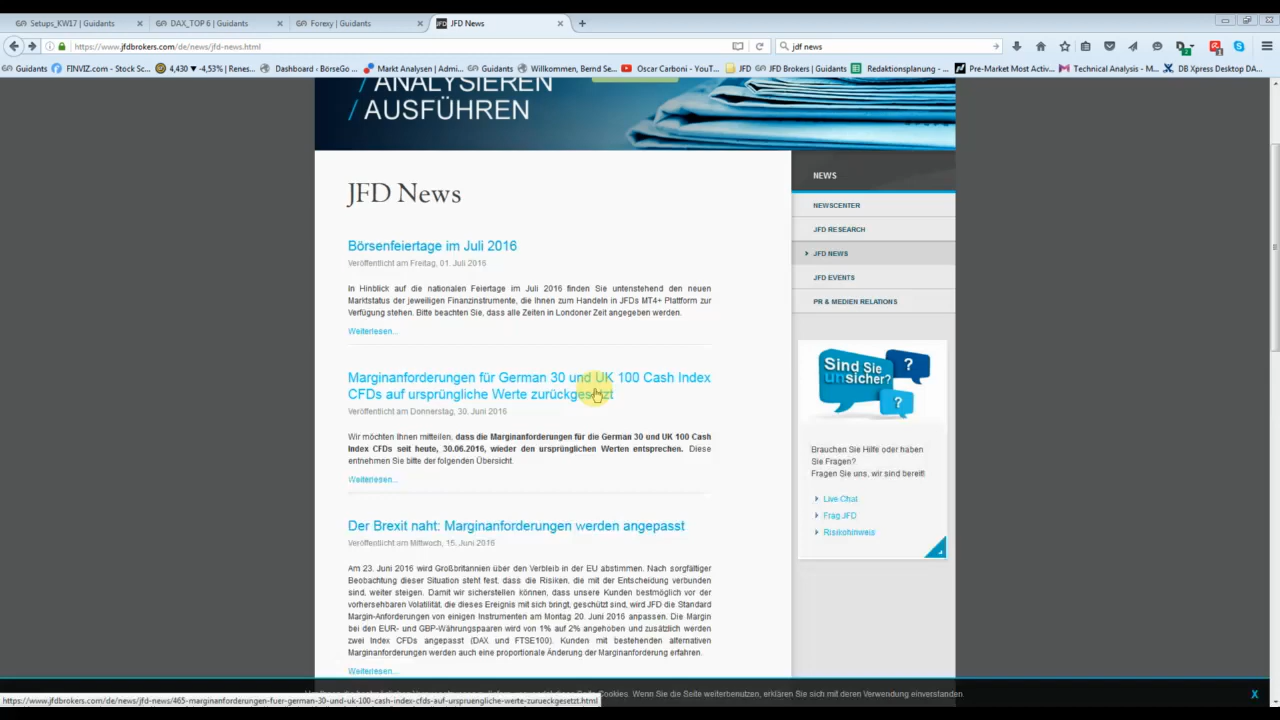 Setups_KW17 | Guidants
DAX_TOP 6 | Guidants
Forexy | Guidants
JFD News
https://www.jfdbrokers.com/de/news/jfd-news.html
jdf news
Guidants
FINVIZ.com - Stock Sc...
4,430 ▼ -4,53% | Renes...
Dashboard ‹ BörseGo ...
Markt Analysen | Admi...
Guidants
Willkommen, Bernd Se...
Oscar Carboni - YouT...
JFD
JFD Brokers | Guidants
Redaktionsplanung - ...
Pre-Market Most Activ...
Technical Analysis - M...
DB Xpress Desktop DA...
/ ANALYSIEREN
/ AUSFÜHREN
JFD News
Börsenfeiertage im Juli 2016
Veröffentlicht am Freitag, 01. Juli 2016
In Hinblick auf die nationalen Feiertage im Juli 2016 finden Sie untenstehend den neuen
Marktstatus der jeweiligen Finanzinstrumente, die Ihnen zum Handeln in JFDs MT4+ Plattform zur
Verfügung stehen. Bitte beachten Sie, dass alle Zeiten in Londoner Zeit angegeben werden.
Weiterlesen...
Marginanforderungen für German 30 und UK 100 Cash Index
CFDs auf ursprüngliche Werte zurückgesetzt
Veröffentlicht am Donnerstag, 30. Juni 2016
Wir möchten Ihnen mitteilen, dass die Marginanforderungen für die German 30 und UK 100 Cash
Index CFDs seit heute, 30.06.2016, wieder den ursprünglichen Werten entsprechen. Diese
entnehmen Sie bitte der folgenden Übersicht.
Weiterlesen...
Der Brexit naht: Marginanforderungen werden angepasst
Veröffentlicht am Mittwoch, 15. Juni 2016
Am 23. Juni 2016 wird Großbritannien über den Verbleib in der EU abstimmen. Nach sorgfältiger
Beobachtung dieser Situation steht fest, dass die Risiken, die mit der Entscheidung verbunden
sind, weiter steigen. Damit wir sicherstellen können, dass unsere Kunden bestmöglich vor der
vorhersehbaren Volatilität, die dieses Ereignis mit sich bringt, geschützt sind, wird JFD die Standard
Margin-Anforderungen von einigen Instrumenten am Montag 20. Juni 2016 anpassen. Die Margin
bei den EUR- und GBP-Währungspaaren wird von 1% auf 2% angehoben und zusätzlich werden
zwei Index CFDs angepasst (DAX und FTSE100). Kunden mit bestehenden alternativen
Marginanforderungen werden auch eine proportionale Änderung der Marginanforderung erfahren.
Weiterlesen...
NEWS
NEWSCENTER
JFD RESEARCH
JFD NEWS
JFD EVENTS
PR & MEDIEN RELATIONS
Sind Sie
unsicher?
?
?
Brauchen Sie Hilfe oder haben
Sie Fragen?
Fragen Sie uns, wir sind bereit!
Live Chat
Frag JFD
Risikohinweis
Cookies. Wenn Sie die Seite weiterbenutzen, erklären Sie sich mit deren Verwendung einverstanden.
X
https://www.jfdbrokers.com/de/news/jfd-news/465-marginanforderungen-fuer-german-30-und-uk-100-cash-index-cfds-auf-urspruengliche-werte-zurueckgesetzt.html